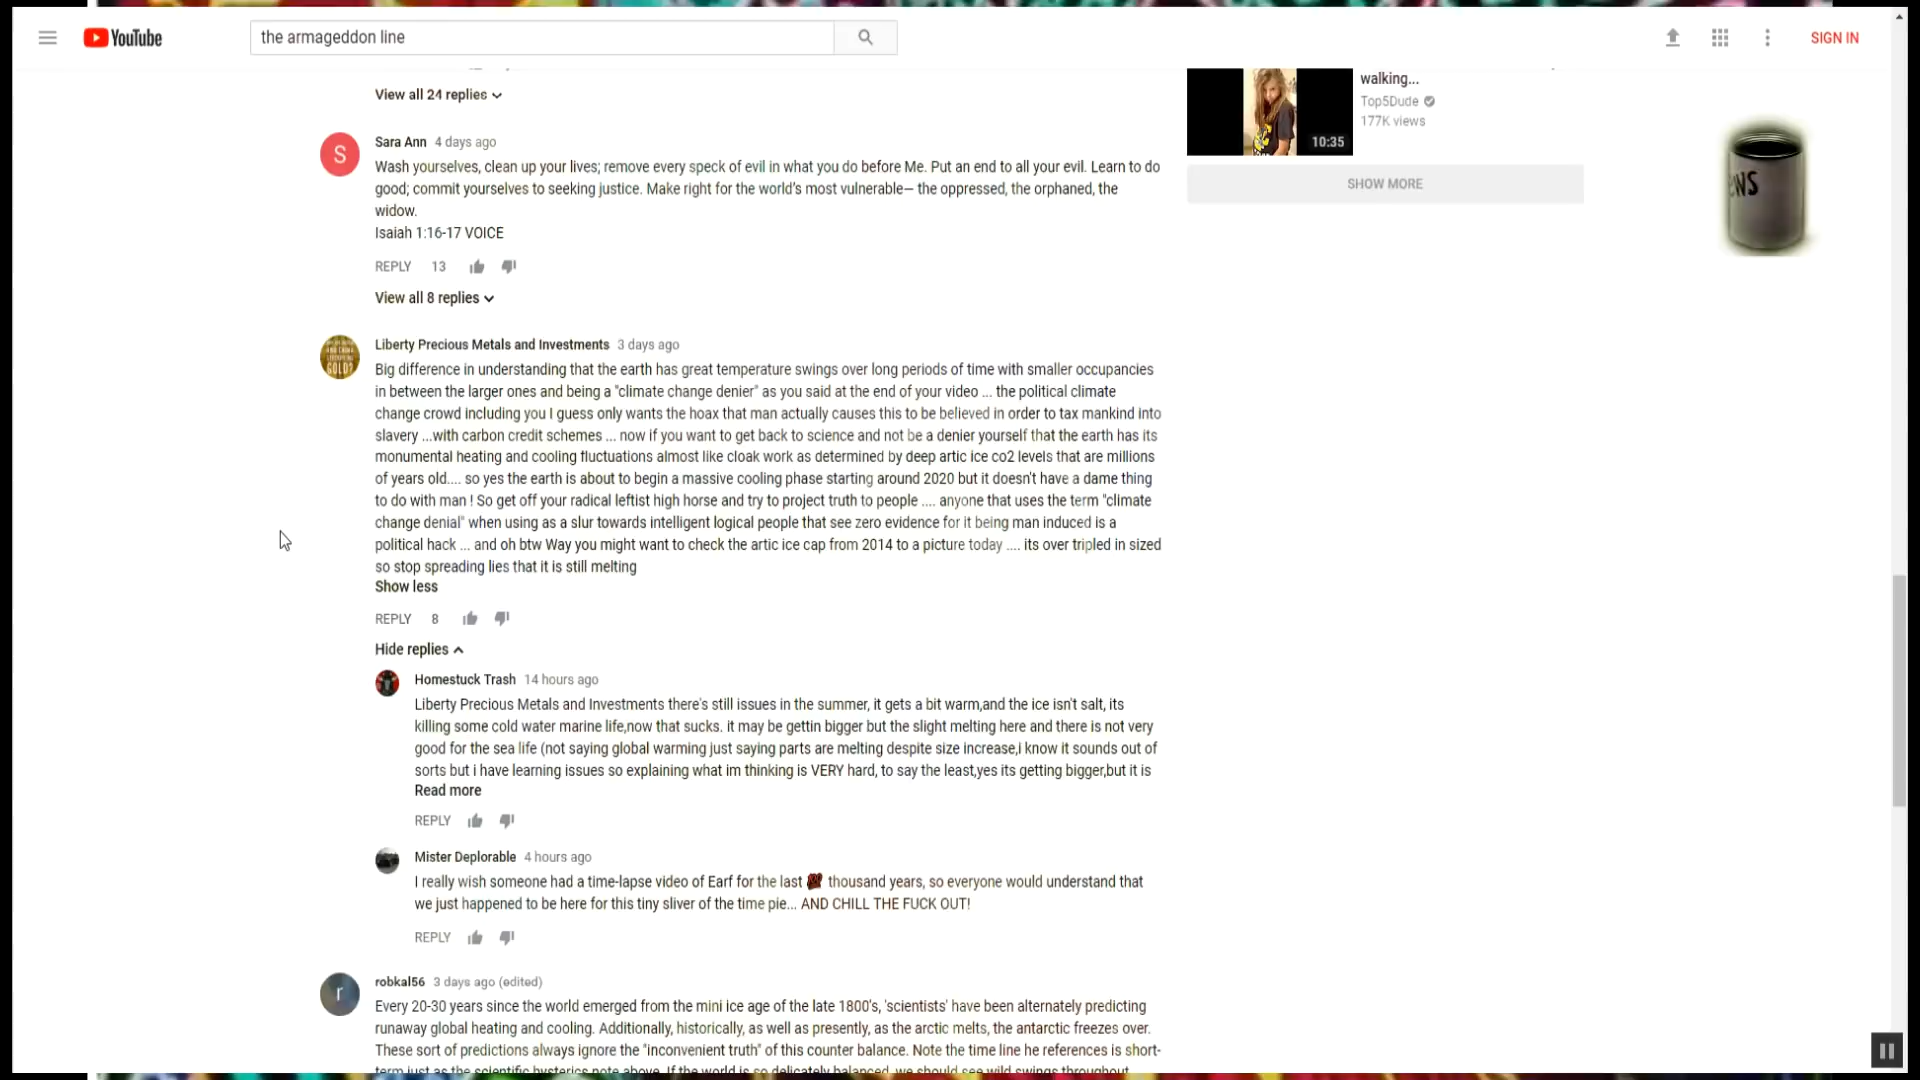 YouTube
the armageddon line
SIGN IN
View all 24 replies
walking...
Top5Dude
177K views
10:35
SHOW MORE
WS
S
Sara Ann 4 days ago
Wash yourselves, clean up your lives; remove every speck of evil in what you do before Me. Put an end to all your evil. Learn to do
good; commit yourselves to seeking justice. Make right for the world's most vulnerable— the oppressed, the orphaned, the
widow.
Isaiah 1:16-17 VOICE
REPLY 13
View all 8 replies
GOLD?
Liberty Precious Metals and Investments 3 days ago
Big difference in understanding that the earth has great temperature swings over long periods of time with smaller occupancies
in between the larger ones and being a "climate change denier" as you said at the end of your video ... the political climate
change crowd including you I guess only wants the hoax that man actually causes this to be believed in order to tax mankind into
slavery ...with carbon credit schemes ... now if you want to get back to science and not be a denier yourself that the earth has its
monumental heating and cooling fluctuations almost like cloak work as determined by deep artic ice co2 levels that are millions
of years old.... so yes the earth is about to begin a massive cooling phase starting around 2020 but it doesn't have a dame thing
to do with man ! So get off your radical leftist high horse and try to project truth to people .... anyone that uses the term "climate
change denial" when using as a slur towards intelligent logical people that see zero evidence for it being man induced is a
political hack ... and oh btw Way you might want to check the artic ice cap from 2014 to a picture today .... its over tripled in sized
so stop spreading lies that it is still melting
Show less
REPLY 8
Hide replies
Homestuck Trash 14 hours ago
Liberty Precious Metals and Investments there's still issues in the summer, it gets a bit warm,and the ice isn't salt, its
killing some cold water marine life,now that sucks. it may be gettin bigger but the slight melting here and there is not very
good for the sea life (not saying global warming just saying parts are melting despite size increase,i know it sounds out of
sorts but i have learning issues so explaining what im thinking is VERY hard, to say the least,yes its getting bigger,but it is
Read more
REPLY
Mister Deplorable 4 hours ago
I really wish someone had a time-lapse video of Earf for the last 💯 thousand years, so everyone would understand that
we just happened to be here for this tiny sliver of the time pie... AND CHILL THE FUCK OUT!
REPLY
r
robkal56 3 days ago (edited)
Every 20-30 years since the world emerged from the mini ice age of the late 1800's, 'scientists' have been alternately predicting
runaway global heating and cooling. Additionally, historically, as well as presently, as the arctic melts, the antarctic freezes over.
These sort of predictions always ignore the "inconvenient truth" of this counter balance. Note the time line he references is short-
term just as the scientific hysterics note above. If the world is so delicately balanced, we should see wild swings throughout